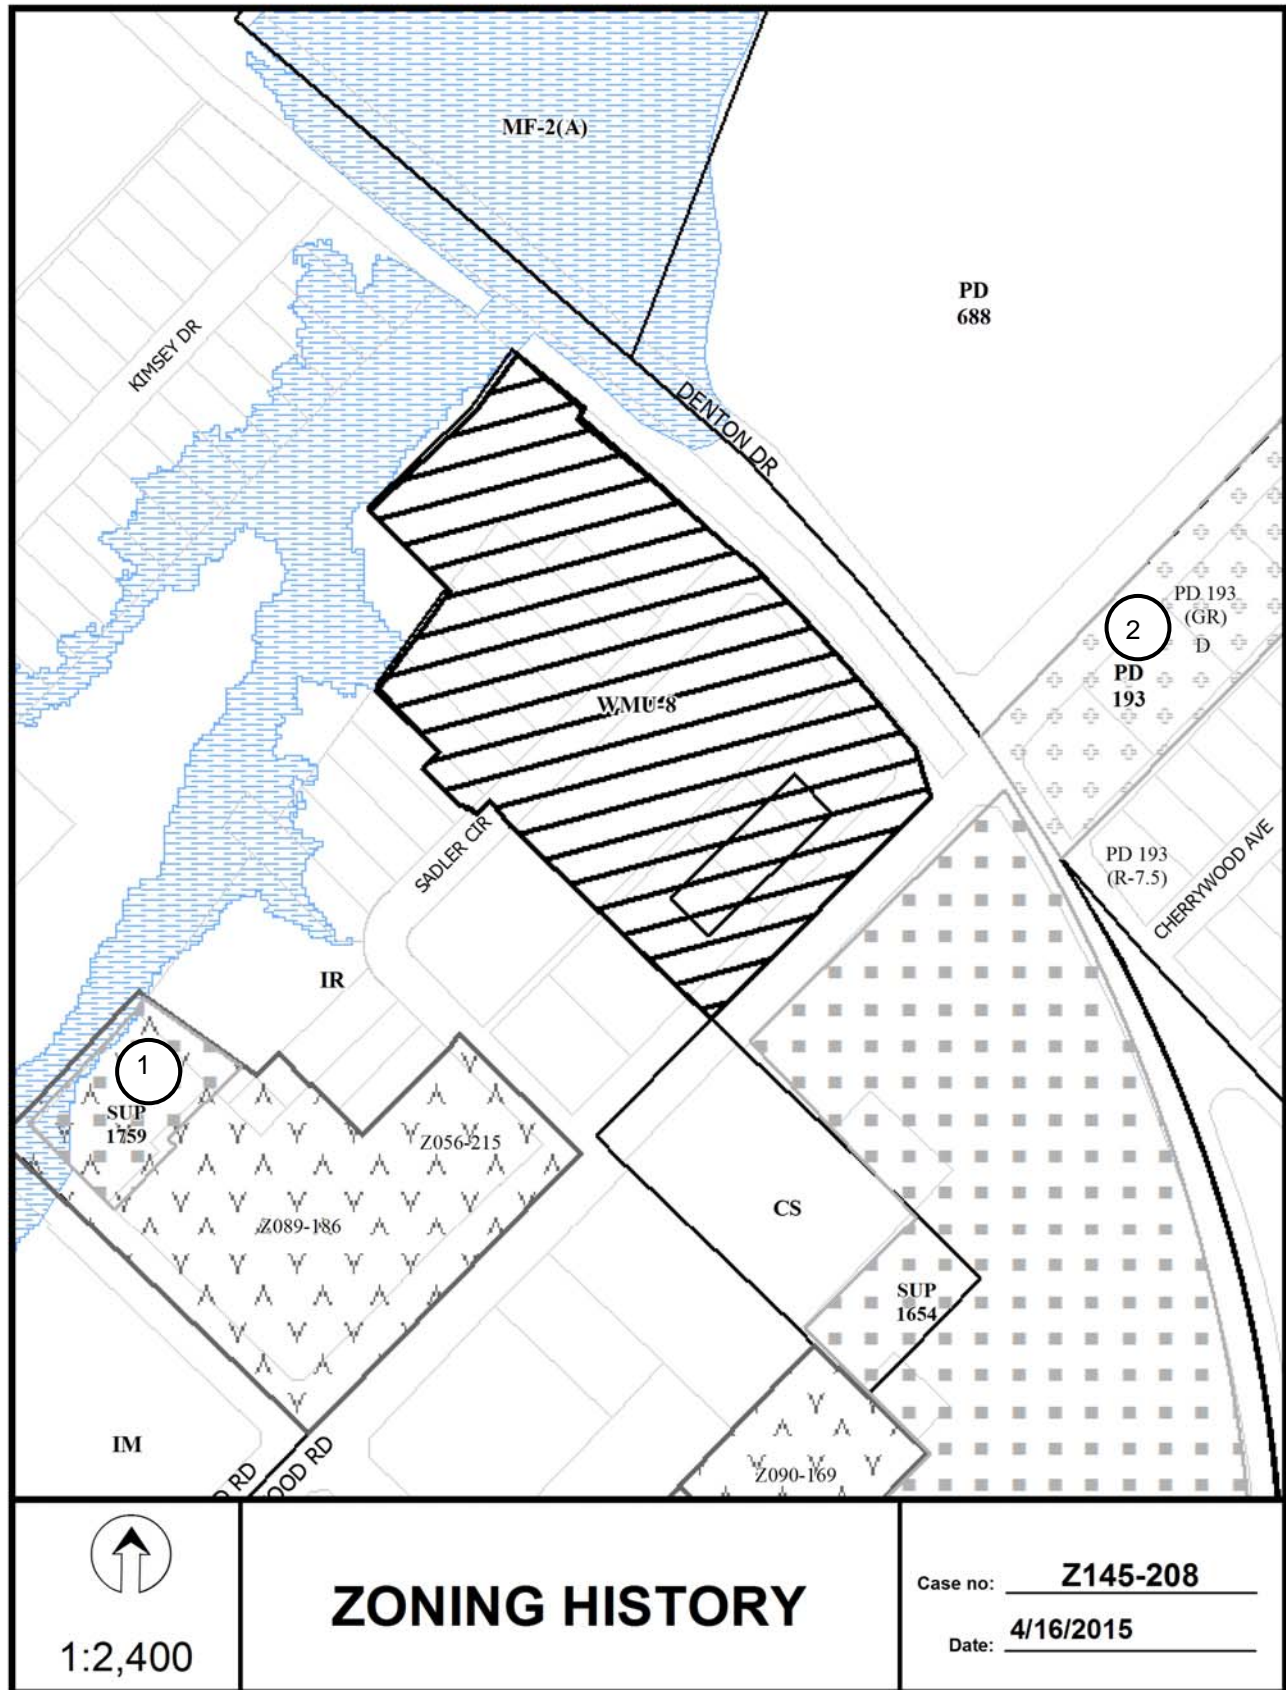 MF-2(A)
PD
688
KIMSEY DR
DENTON DR
PD 193
(GR)
D
2
PD
193
WMU-8
SADLER CIR
PD 193
(R-7.5)
CHERRYWOOD AVE
IR
1
SUP
1759
Z056-215
Z089-186
CS
SUP
1654
IM
D RD
OOD RD
Z090-169
1:2,400
ZONING HISTORY
Case no: Z145-208
Date: 4/16/2015